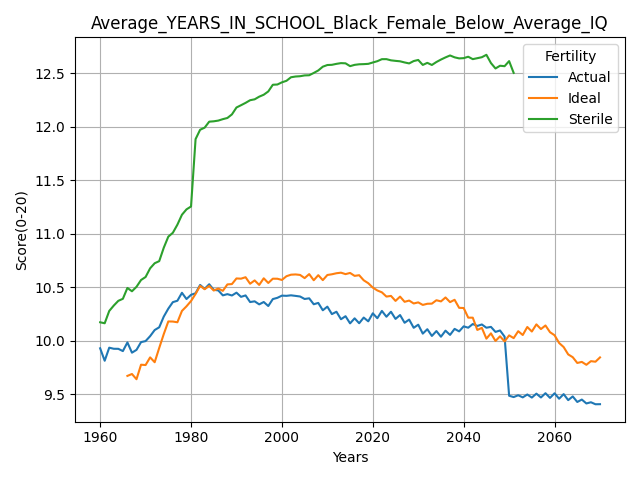 Average_YEARS_IN_SCHOOL_Black_Female_Below_Average_IQ
Score(0-20)
12.5
12.0
11.5
11.0
10.5
10.0
9.5
Fertility
Actual
Ideal
Sterile
1960
1980
2000
2020
2040
2060
Years